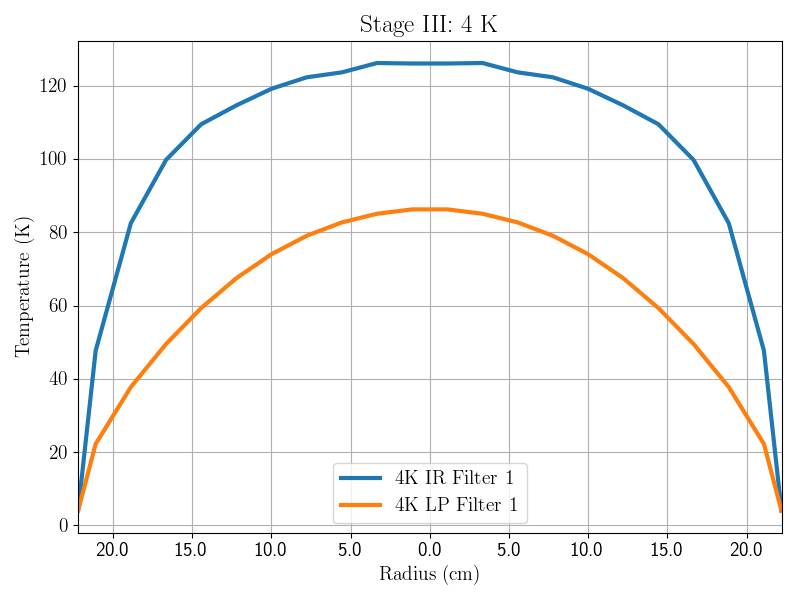 Stage III: 4 K
Temperature (K)
120
100
80
60
40
20
0
4K IR Filter 1
4K LP Filter 1
20.0 15.0 10.0 5.0 0.0 5.0 10.0 15.0 20.0
Radius (cm)